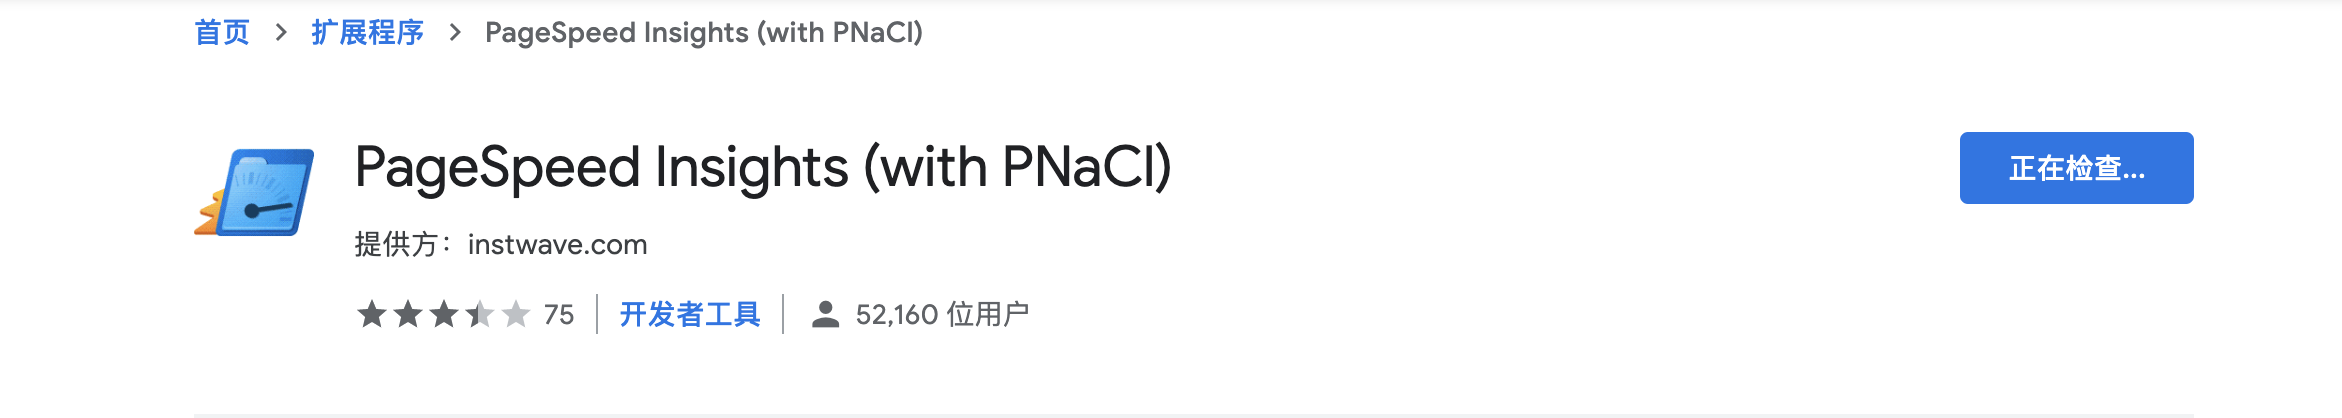 首页 > 扩展程序 > PageSpeed Insights (with PNaCl)
PageSpeed Insights (with PNaCl)
正在检查...
提供方：instwave.com
75 开发者工具 52,160 位用户